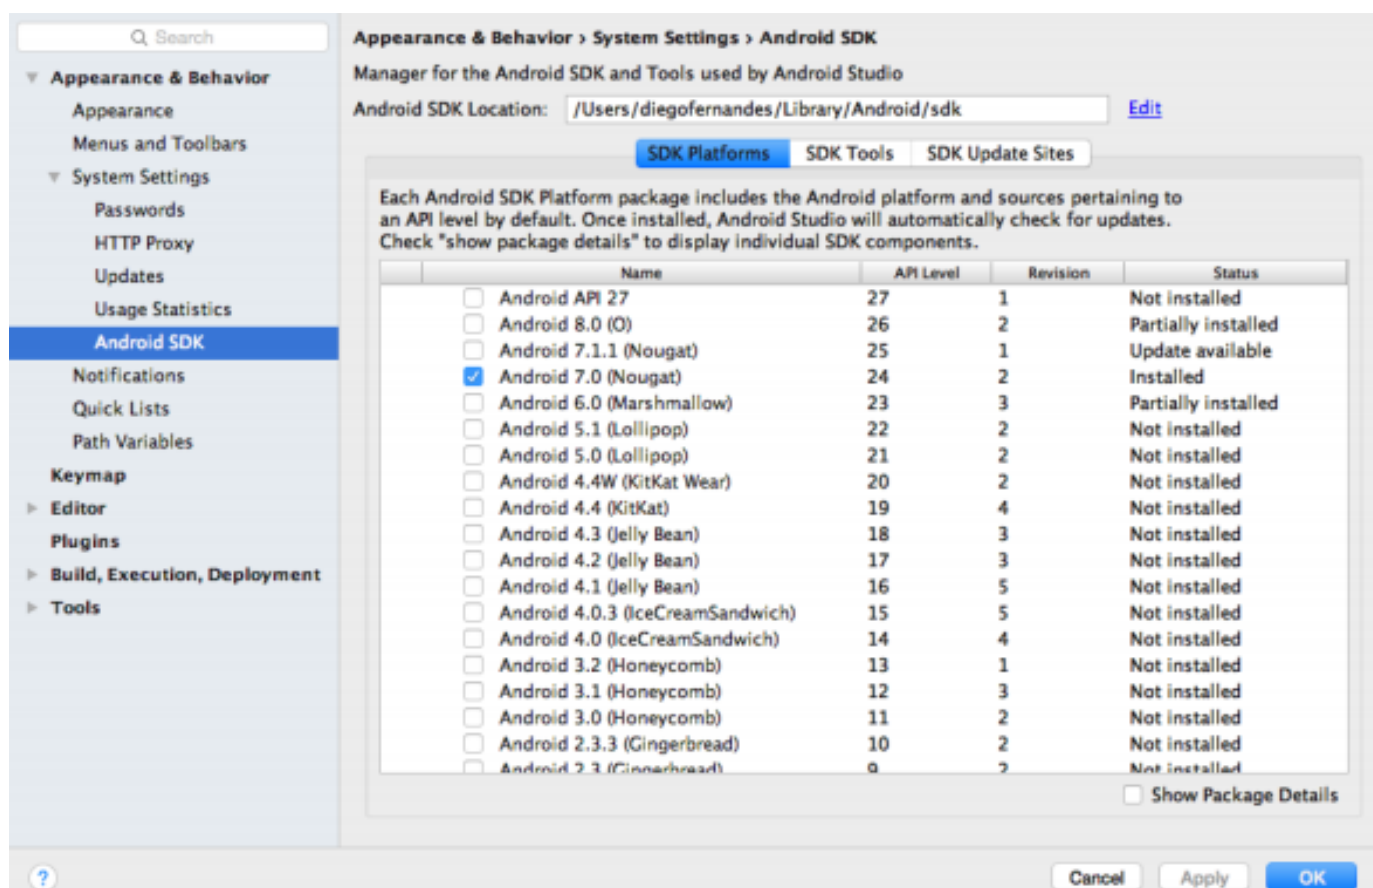 Search
Appearance & Behavior
Appearance
Menus and Toolbars
System Settings
Passwords
HTTP Proxy
Updates
Usage Statistics
Android SDK
Notifications
Quick Lists
Path Variables
Keymap
Editor
Plugins
Build, Execution, Deployment
Tools
?
Appearance & Behavior › System Settings › Android SDK
Manager for the Android SDK and Tools used by Android Studio
Android SDK Location: /Users/diegofernandes/Library/Android/sdk Edit
SDK Platforms SDK Tools SDK Update Sites
Each Android SDK Platform package includes the Android platform and sources pertaining to
an API level by default. Once installed, Android Studio will automatically check for updates.
Check "show package details" to display individual SDK components.
Name API Level Revision Status
Android API 27 27 1 Not installed
Android 8.0 (O) 26 2 Partially installed
Android 7.1.1 (Nougat) 25 1 Update available
Android 7.0 (Nougat) 24 2 Installed
Android 6.0 (Marshmallow) 23 3 Partially installed
Android 5.1 (Lollipop) 22 2 Not installed
Android 5.0 (Lollipop) 21 2 Not installed
Android 4.4W (KitKat Wear) 20 2 Not installed
Android 4.4 (KitKat) 19 4 Not installed
Android 4.3 (Jelly Bean) 18 3 Not installed
Android 4.2 (Jelly Bean) 17 3 Not installed
Android 4.1 (Jelly Bean) 16 5 Not installed
Android 4.0.3 (IceCreamSandwich) 15 5 Not installed
Android 4.0 (IceCreamSandwich) 14 4 Not installed
Android 3.2 (Honeycomb) 13 1 Not installed
Android 3.1 (Honeycomb) 12 3 Not installed
Android 3.0 (Honeycomb) 11 2 Not installed
Android 2.3.3 (Gingerbread) 10 2 Not installed
Android 2.3 (Gingerbread) 9 2 Not installed
Show Package Details
Cancel Apply OK